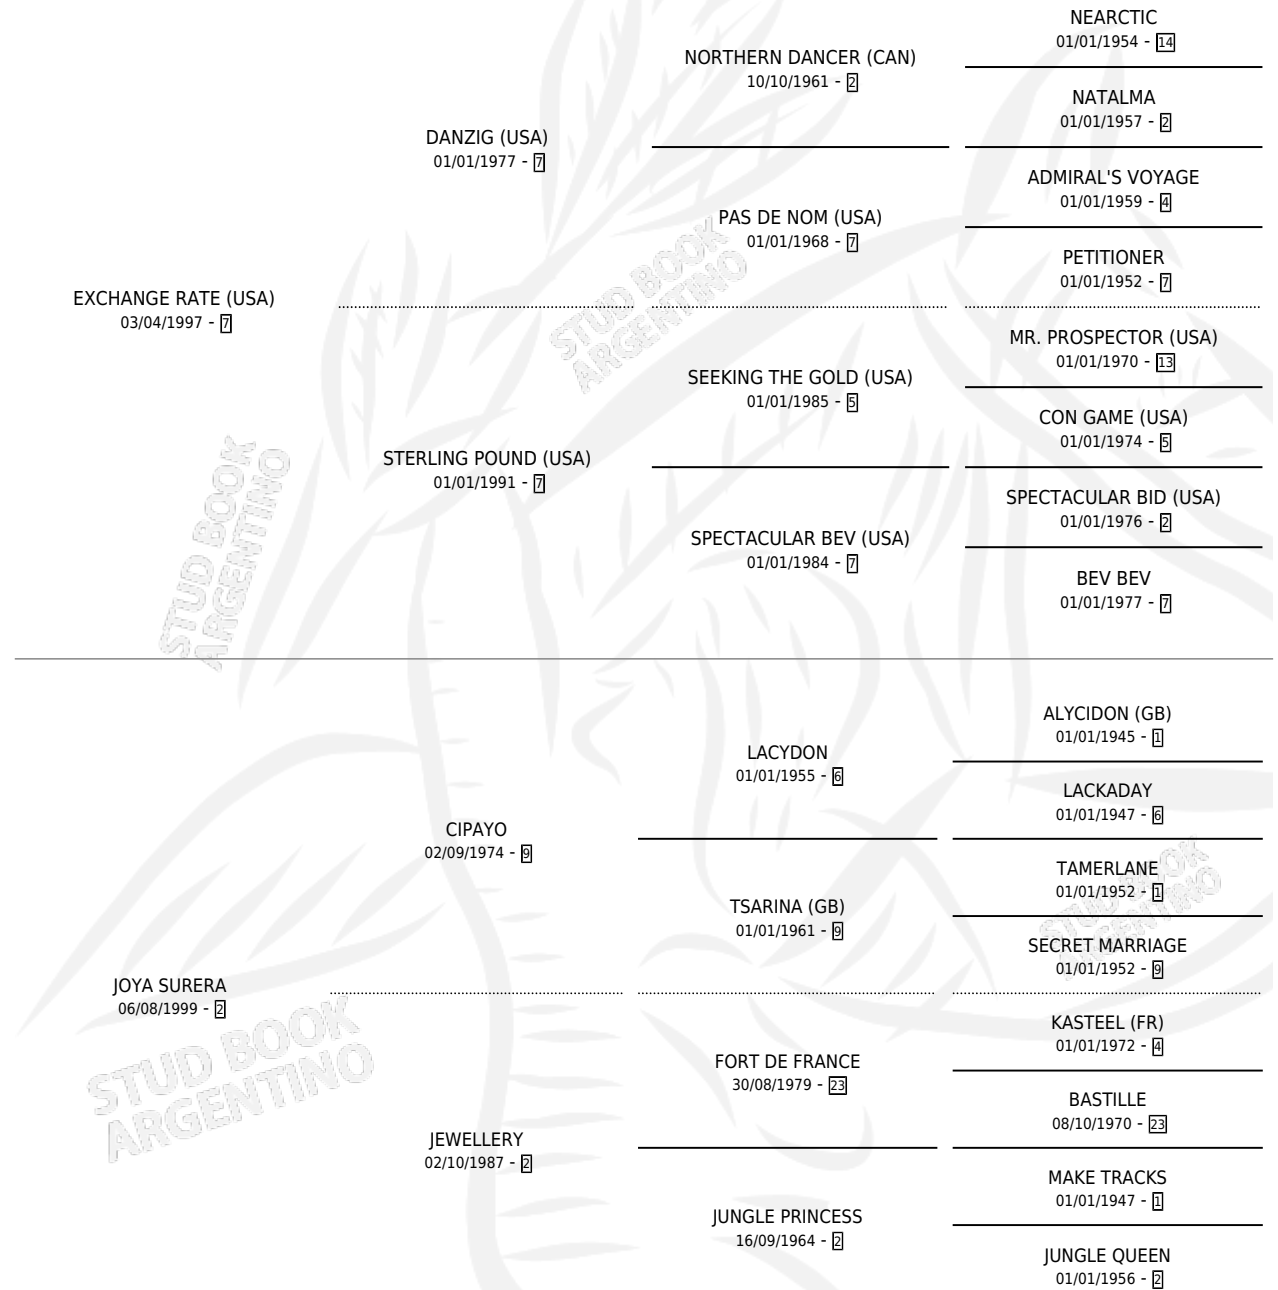 NEARCTIC
01/01/1954 - 14
NORTHERN DANCER (CAN)
10/10/1961 - 2
NATALMA
01/01/1957 - 2
DANZIG (USA)
01/01/1977 - 7
ADMIRAL'S VOYAGE
01/01/1959 - 4
PAS DE NOM (USA)
01/01/1968 - 7
PETITIONER
01/01/1952 - 7
EXCHANGE RATE (USA)
03/04/1997 - 7
STUD BOOK
ARGENTINO
MR. PROSPECTOR (USA)
01/01/1970 - 13
SEEKING THE GOLD (USA)
01/01/1985 - 5
CON GAME (USA)
01/01/1974 - 5
STERLING POUND (USA)
01/01/1991 - 7
SPECTACULAR BID (USA)
01/01/1976 - 2
SPECTACULAR BEV (USA)
01/01/1984 - 7
BEV BEV
01/01/1977 - 7
STUD BOOK
ARGENTINO
ALYCIDON (GB)
01/01/1945 - 1
LACYDON
01/01/1955 - 6
LACKADAY
01/01/1947 - 6
CIPAYO
02/09/1974 - 9
TAMERLANE
01/01/1952 - 1
TSARINA (GB)
01/01/1961 - 9
SECRET MARRIAGE
01/01/1952 - 9
STUD BOOK
ARGENTINO
JOYA SURERA
06/08/1999 - 2
KASTEEL (FR)
01/01/1972 - 4
FORT DE FRANCE
30/08/1979 - 23
BASTILLE
08/10/1970 - 23
STUD BOOK
ARGENTINO
JEWELLERY
02/10/1987 - 2
MAKE TRACKS
01/01/1947 - 1
JUNGLE PRINCESS
16/09/1964 - 2
JUNGLE QUEEN
01/01/1956 - 2